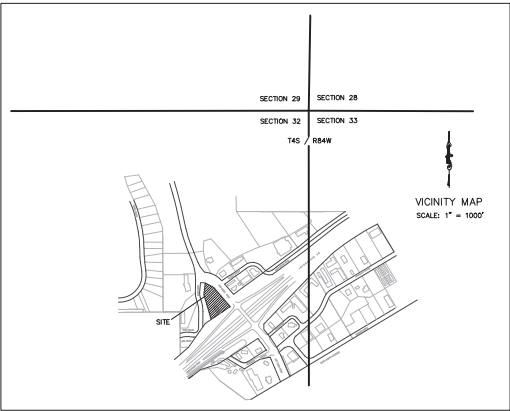 SECTION 29 SECTION 28
SECTION 32 SECTION 33
T4S / R84W
VICINITY MAP
SCALE: 1" = 1000'
SITE